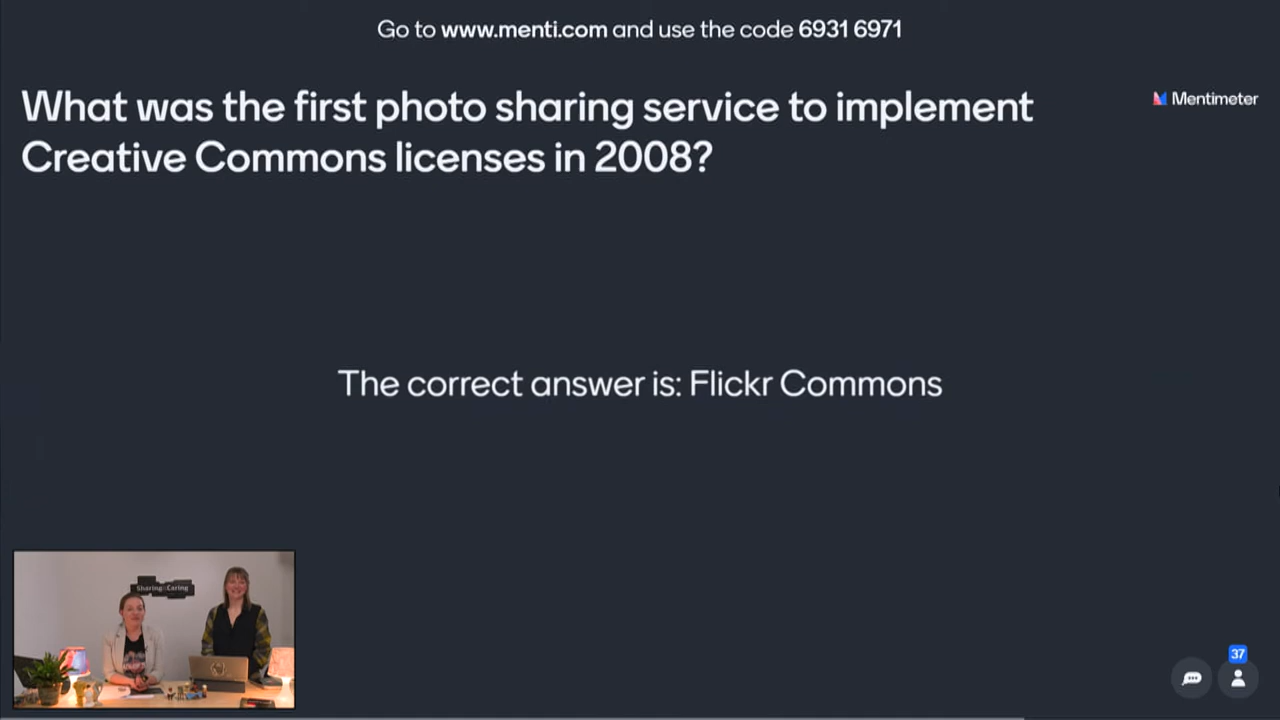 Go to www.menti.com and use the code 6931 6971
What was the first photo sharing service to implement
Mentimeter
Creative Commons licenses in 2008?
The correct answer is: Flickr Commons
Sharing is Caring
37